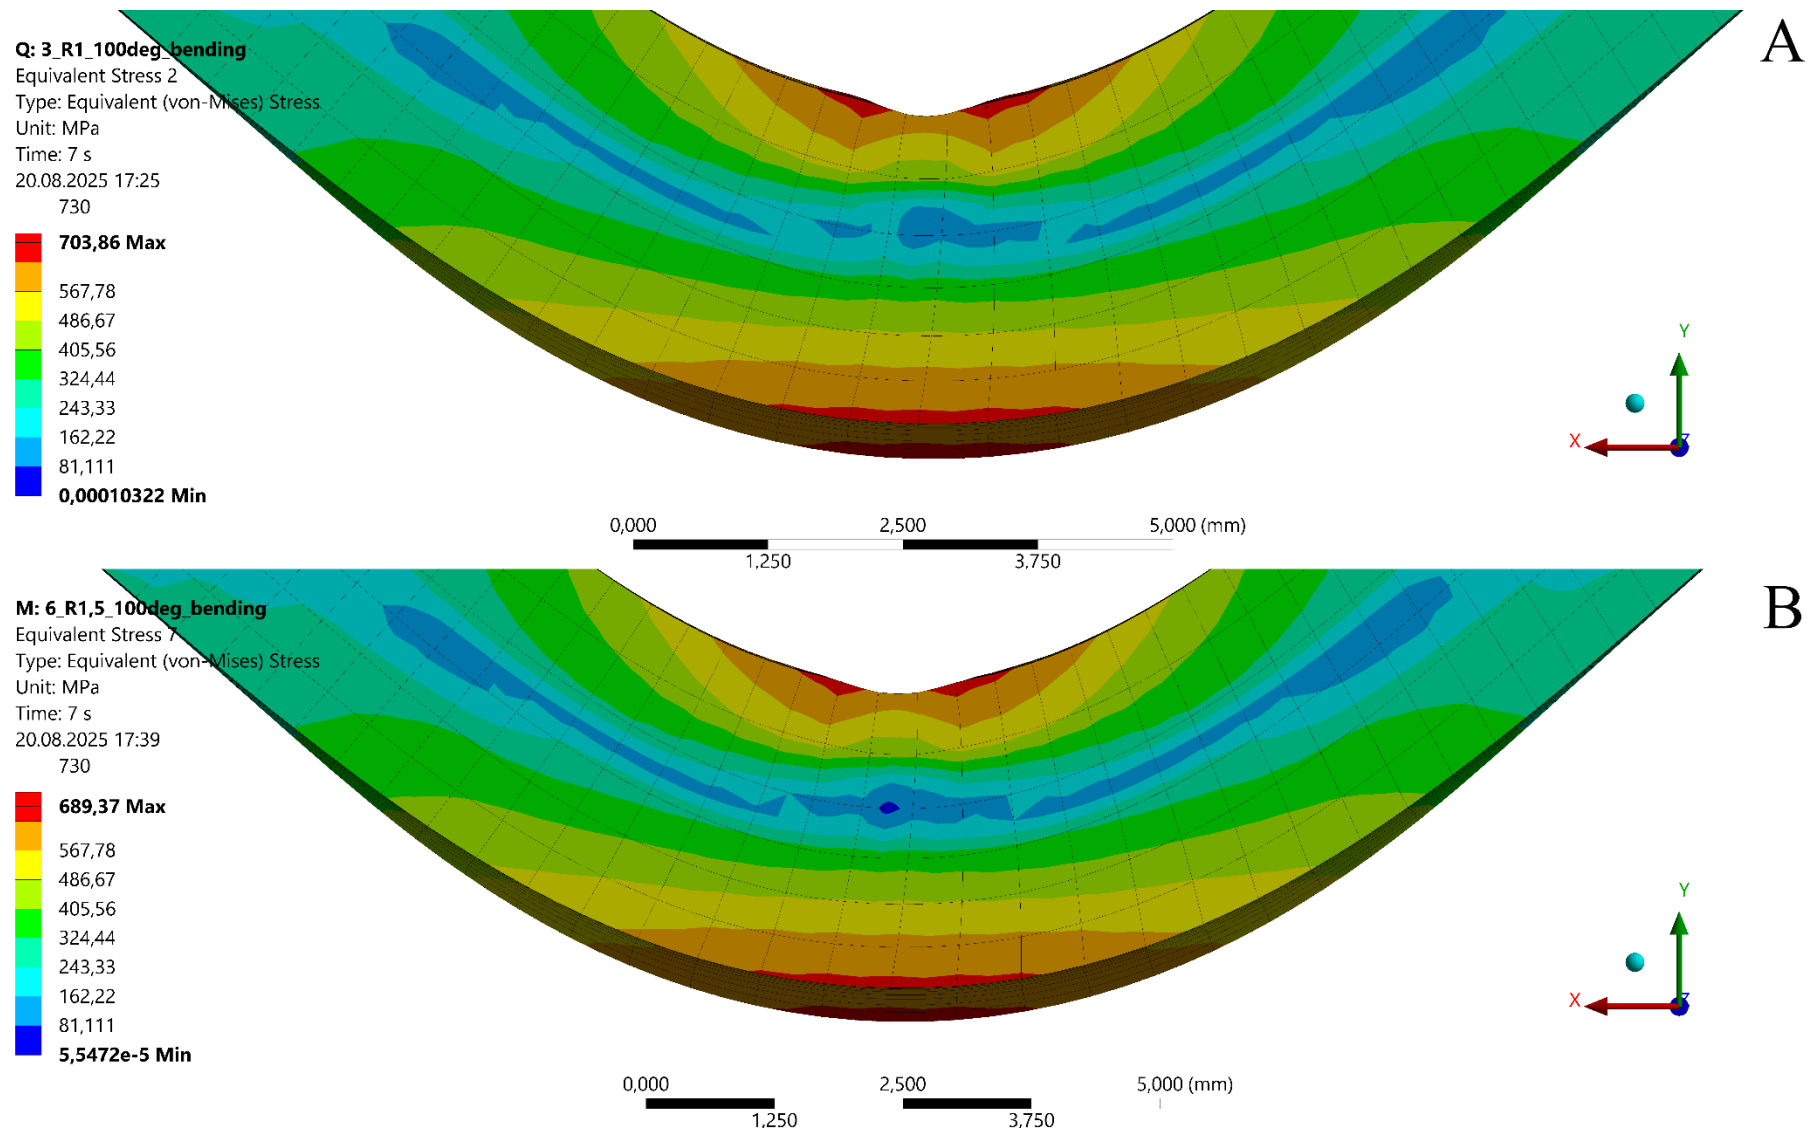 A
Q: 3_R1_100deg_bending
Equivalent Stress 2
Type: Equivalent (von-Mises) Stress
Unit: MPa
Time: 7 s
20.08.2025 17:25
730
703,86 Max
567,78
486,67
405,56
324,44
243,33
162,22
81,111
0,00010322 Min
Y
X
Z
0,000 2,500 5,000 (mm)
1,250 3,750
B
M: 6_R1,5_100deg_bending
Equivalent Stress 7
Type: Equivalent (von-Mises) Stress
Unit: MPa
Time: 7 s
20.08.2025 17:39
730
689,37 Max
567,78
486,67
405,56
324,44
243,33
162,22
81,111
5,5472e-5 Min
Y
X
Z
0,000 2,500 5,000 (mm)
1,250 3,750